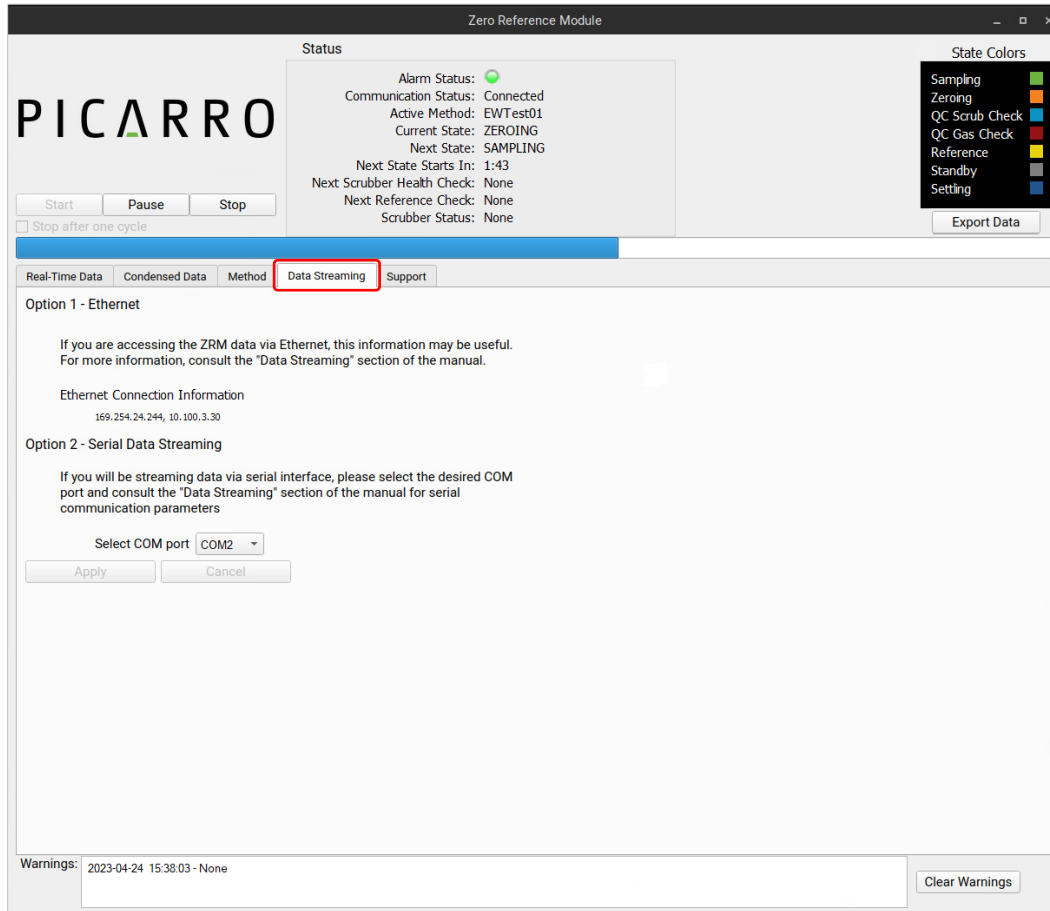 Zero Reference Module
PICARRO
Start Pause Stop
Stop after one cycle
Status
Alarm Status:
Communication Status: Connected
Active Method: EWTest01
Current State: ZEROING
Next State: SAMPLING
Next State Starts In: 1:43
Next Scrubber Health Check: None
Next Reference Check: None
Scrubber Status: None
State Colors
Sampling
Zeroing
QC Scrub Check
QC Gas Check
Reference
Standby
Settling
Export Data
Real-Time Data Condensed Data Method Data Streaming Support
Option 1 - Ethernet
If you are accessing the ZRM data via Ethernet, this information may be useful.
For more information, consult the "Data Streaming" section of the manual.
Ethernet Connection Information
169.254.24.244, 10.100.3.30
Option 2 - Serial Data Streaming
If you will be streaming data via serial interface, please select the desired COM
port and consult the "Data Streaming" section of the manual for serial
communication parameters
Select COM port COM2
Apply Cancel
Warnings: 2023-04-24 15:38:03 - None
Clear Warnings